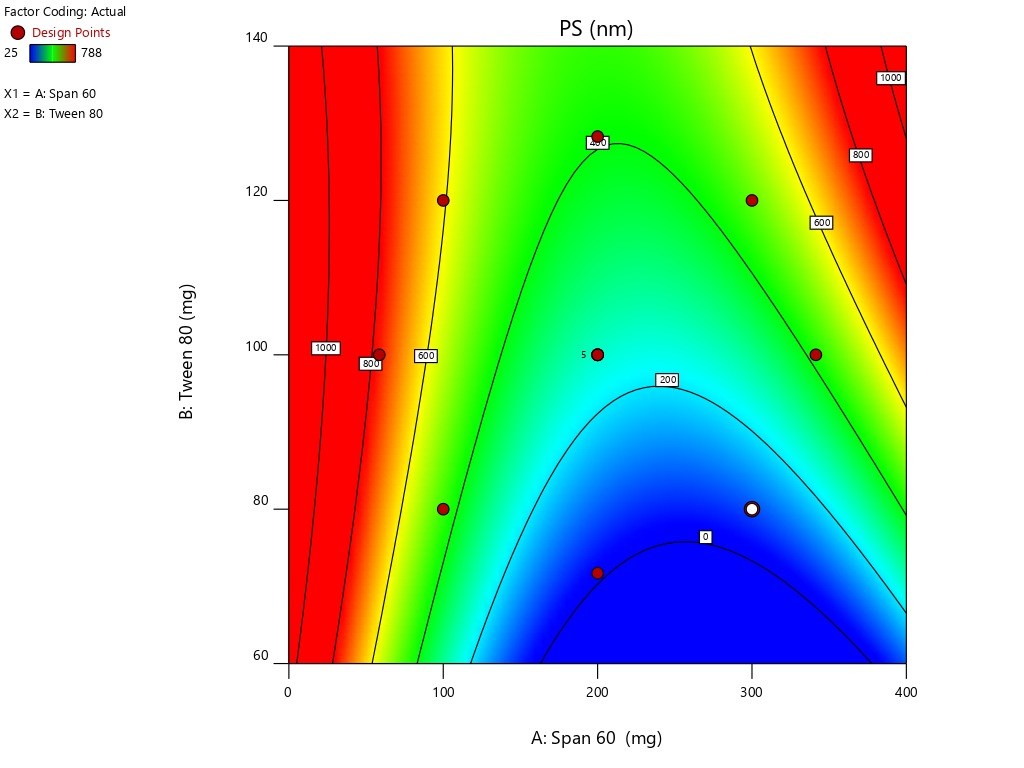 Factor Coding: Actual
PS (nm)
Design Points
25 788
X1 = A: Span 60
X2 = B: Tween 80
140
120
100
80
60
B: Tween 80 (mg)
1000
800
600
400
1000
800
600
5
200
0
0 100 200 300 400
A: Span 60 (mg)